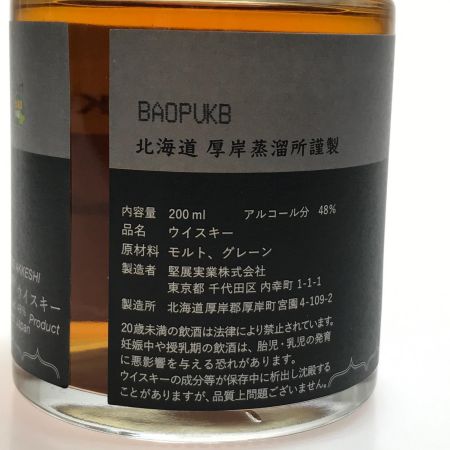 BAOPUKB
北海道 厚岸蒸溜所謹製
内容量 200ml アルコール分 48%
品名 ウイスキー
原材料 モルト、グレーン
製造者 堅展実業株式会社
東京都 千代田区 内幸町 1-1-1
製造所 北海道厚岸郡厚岸町宮園4-109-2
20歳未満の飲酒は法律により禁止されています。
妊娠中や授乳期の飲酒は、胎児・乳児の発育
に悪影響を与える恐れがあります。
ウイスキーの成分等が保存中に析出し沈殿する
ことがありますが、品質上問題ございません。
AKKESHI
ウイスキー
Product